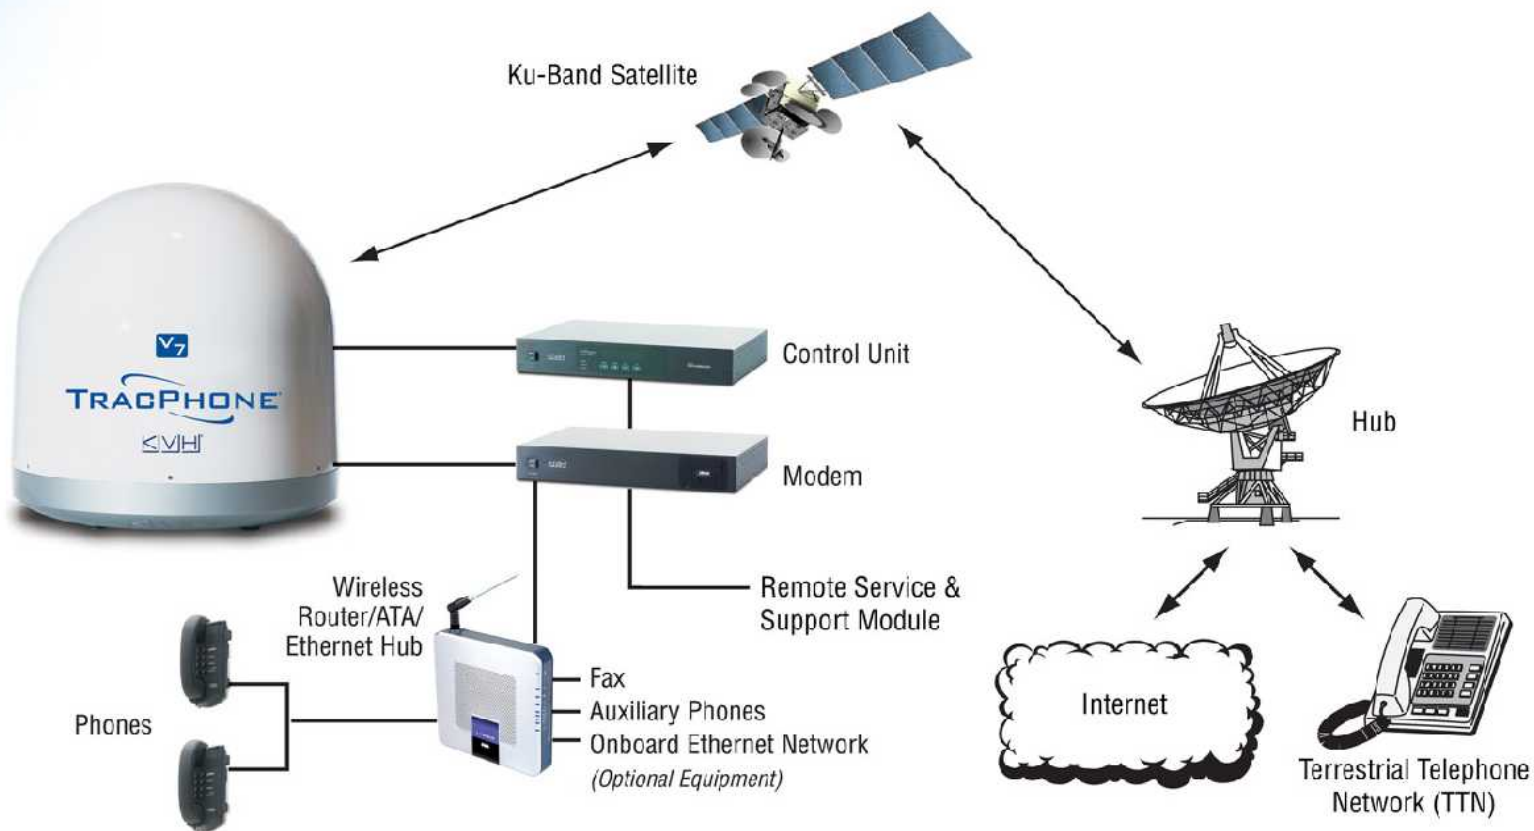 Ku-Band Satellite
V7
TRACPHONE
KVH
Control Unit
Modem
Hub
Wireless
Router/ATA/
Ethernet Hub
Remote Service &
Support Module
Phones
Fax
Auxiliary Phones
Onboard Ethernet Network
(Optional Equipment)
Internet
Terrestrial Telephone
Network (TTN)